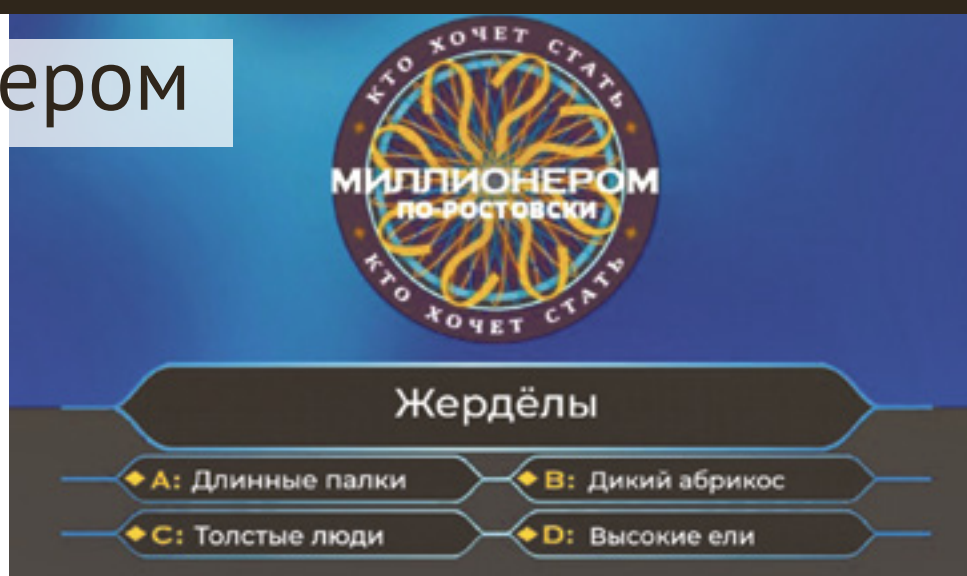 ером
КТО ХОЧЕТ СТАТЬ
МИЛЛИОНЕРОМ
ПО-РОСТОВСКИ
КТО ХОЧЕТ СТАТЬ
Жердёлы
A: Длинные палки
B: Дикий абрикос
C: Толстые люди
D: Высокие ели